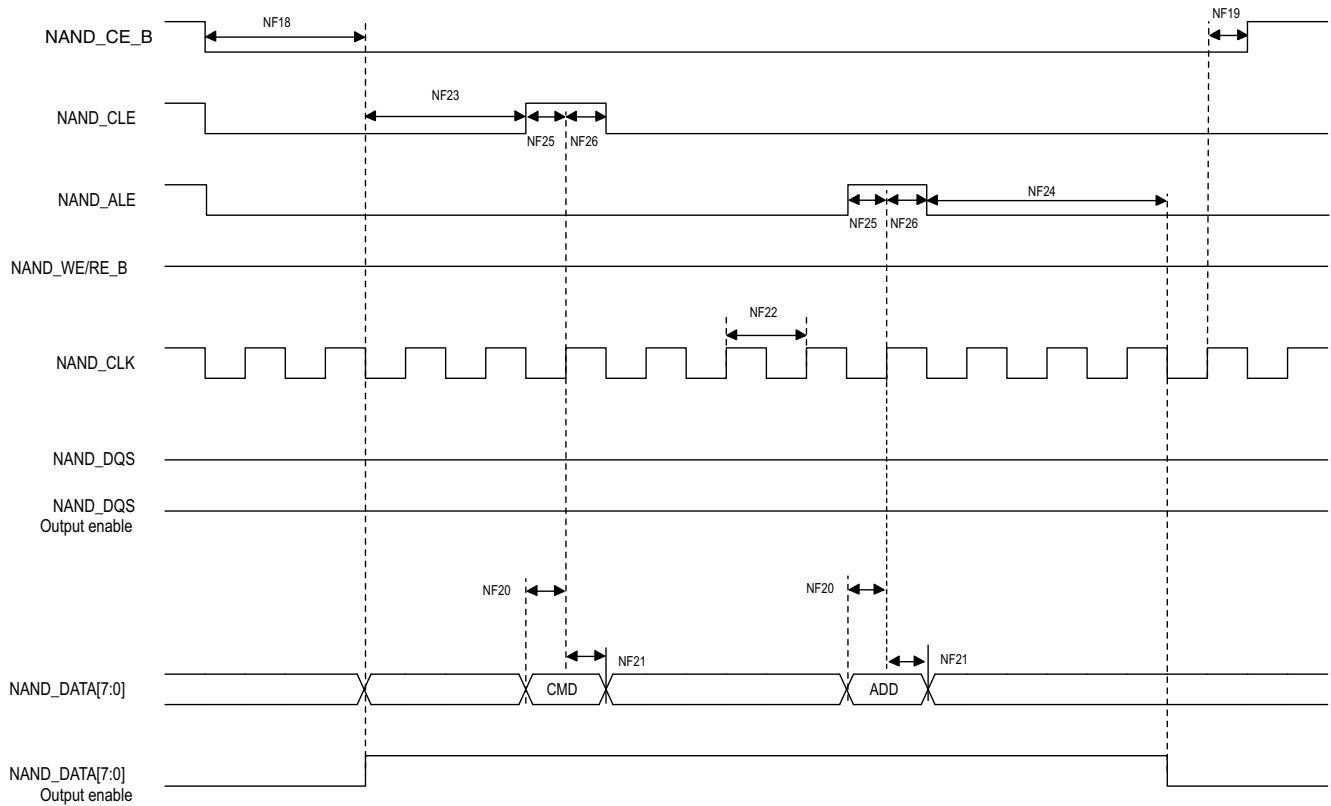 NF18
NF19
NAND_CE_B
NF23
NAND_CLE
NF25 NF26
NF24
NAND_ALE
NF25 NF26
NAND_WE/RE_B
NF22
NAND_CLK
NAND_DQS
NAND_DQS
Output enable
NF20
NF20
NF21
NF21
NAND_DATA[7:0]
CMD
ADD
NAND_DATA[7:0]
Output enable